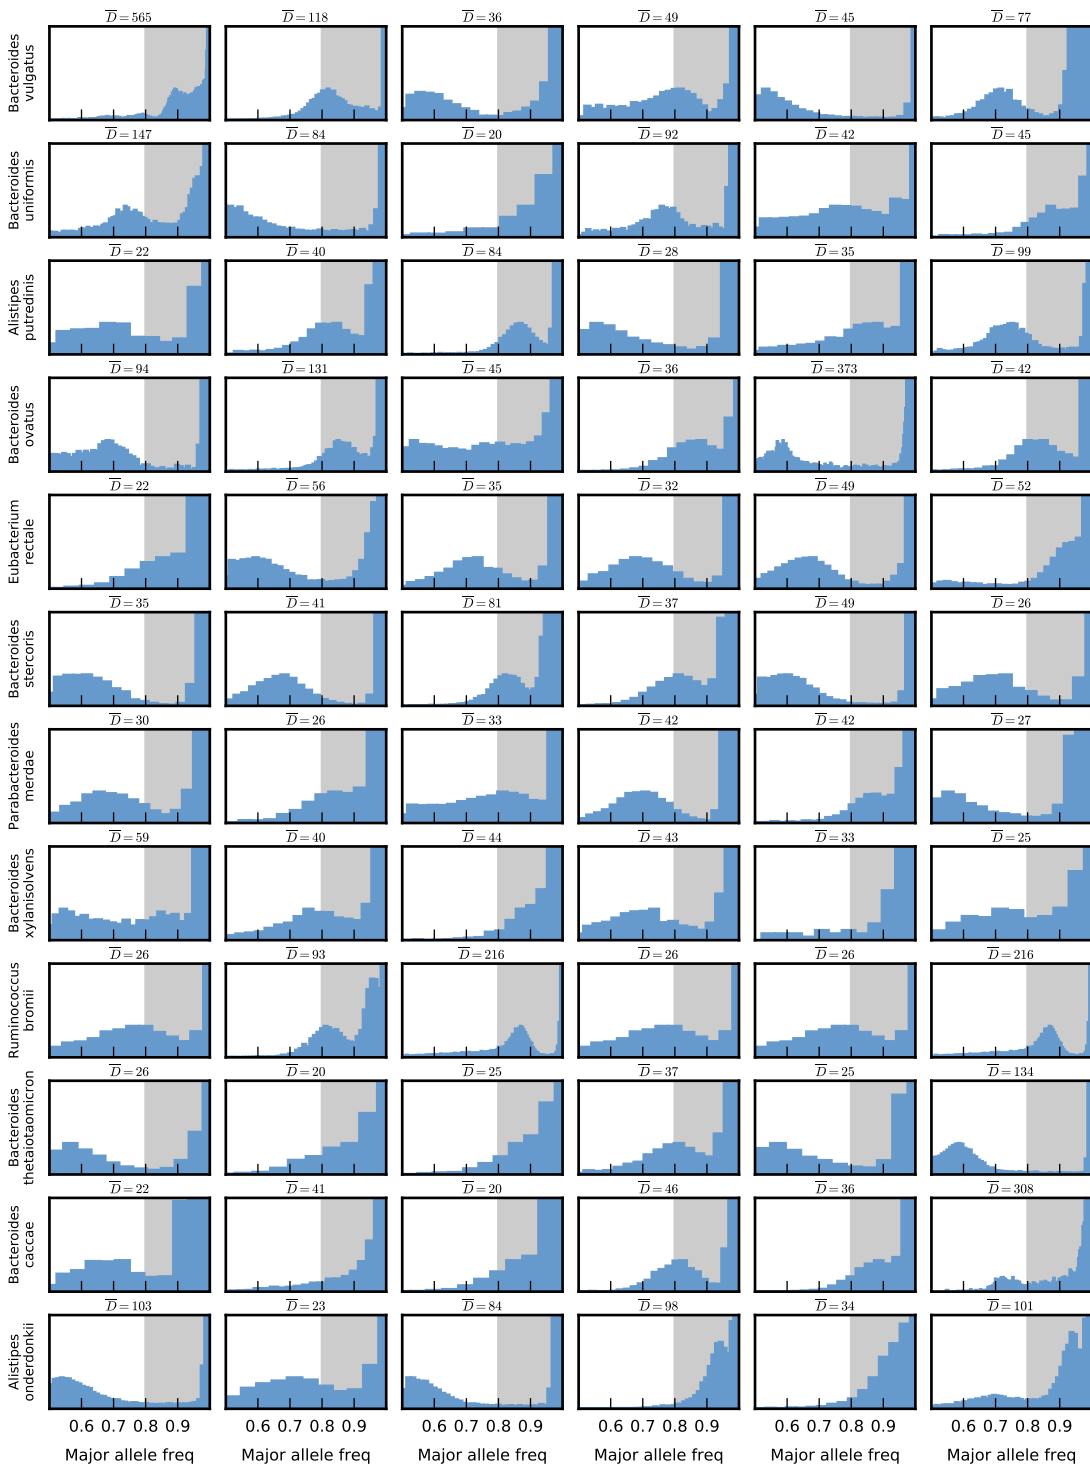 D = 565 D = 118 D = 36 D = 49 D = 45 D = 77
Bacteroides
vulgatus
D = 147 D = 84 D = 20 D = 92 D = 42 D = 45
Bacteroides
uniformis
D = 22 D = 40 D = 84 D = 28 D = 35 D = 99
Alistipes
putredinis
D = 94 D = 131 D = 45 D = 36 D = 373 D = 42
Bacteroides
ovatus
D = 22 D = 56 D = 35 D = 32 D = 49 D = 52
Eubacterium
rectale
D = 35 D = 41 D = 81 D = 37 D = 49 D = 26
Bacteroides
stercoris
D = 30 D = 26 D = 33 D = 42 D = 42 D = 27
Parabacteroides
merdae
D = 59 D = 40 D = 44 D = 43 D = 33 D = 25
Bacteroides
xylanisolvens
D = 26 D = 93 D = 216 D = 26 D = 26 D = 216
Ruminococcus
bromii
D = 26 D = 20 D = 25 D = 37 D = 25 D = 134
Bacteroides
thetaiotaomicron
D = 22 D = 41 D = 20 D = 46 D = 36 D = 308
Bacteroides
caccae
D = 103 D = 23 D = 84 D = 98 D = 34 D = 101
Alistipes
onderdonkii
0.6 0.7 0.8 0.9 0.6 0.7 0.8 0.9 0.6 0.7 0.8 0.9 0.6 0.7 0.8 0.9 0.6 0.7 0.8 0.9 0.6 0.7 0.8 0.9
Major allele freq Major allele freq Major allele freq Major allele freq Major allele freq Major allele freq